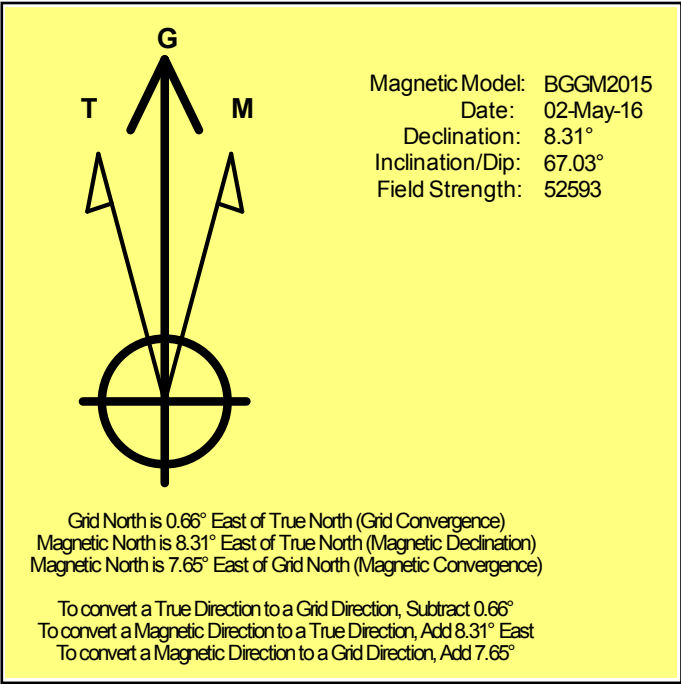 G
T M
Magnetic Model: BGGM2015
Date: 02-May-16
Declination: 8.31°
Inclination/Dip: 67.03°
Field Strength: 52593
Grid North is 0.66° East of True North (Grid Convergence)
Magnetic North is 8.31° East of True North (Magnetic Declination)
Magnetic North is 7.65° East of Grid North (Magnetic Convergence)
To convert a True Direction to a Grid Direction, Subtract 0.66°
To convert a Magnetic Direction to a True Direction, Add 8.31° East
To convert a Magnetic Direction to a Grid Direction, Add 7.65°